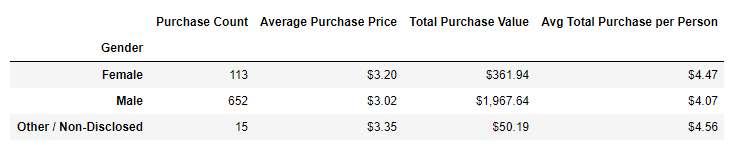 Purchase Count Average Purchase Price Total Purchase Value Avg Total Purchase per Person
Gender
Female 113 $3.20 $361.94 $4.47
Male 652 $3.02 $1,967.64 $4.07
Other / Non-Disclosed 15 $3.35 $50.19 $4.56